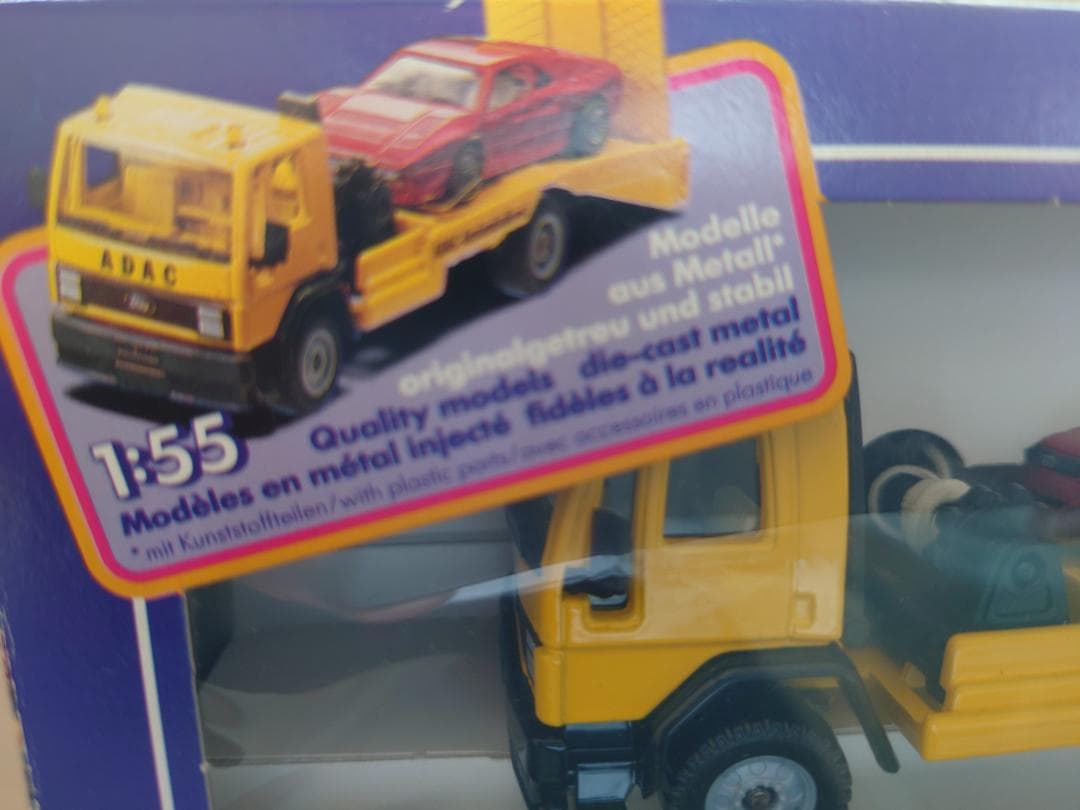 ADAC
Modelle
aus Metall*
originalgetreu und stabil
Quality models die-cast metal
Modèles en métal injecté fidèles à la realité
* mit Kunststoffteilen/with plastic parts/avec accessoires en plastique
1:55